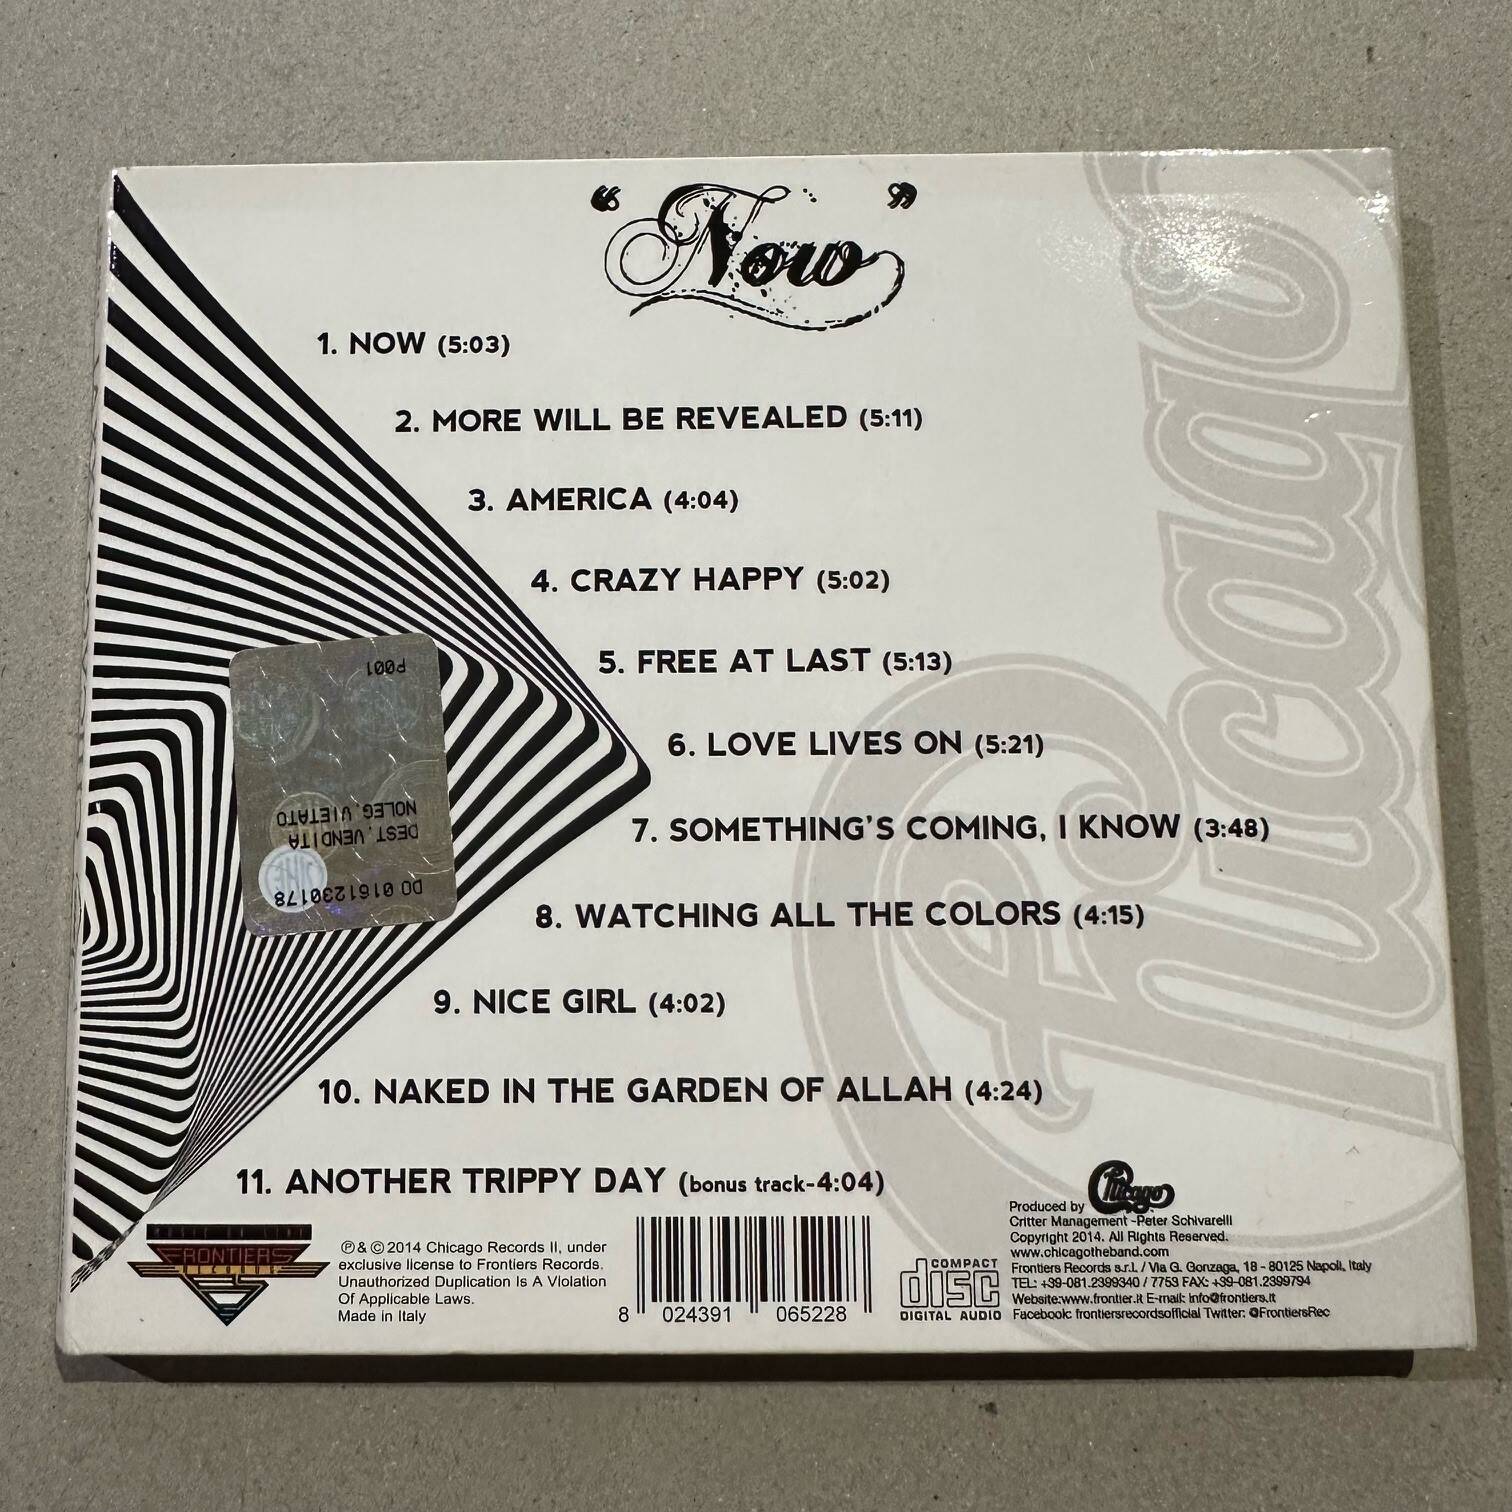 “Now”
1. NOW (5:03)
2. MORE WILL BE REVEALED (5:11)
3. AMERICA (4:04)
4. CRAZY HAPPY (5:02)
5. FREE AT LAST (5:13)
6. LOVE LIVES ON (5:21)
7. SOMETHING'S COMING, I KNOW (3:48)
8. WATCHING ALL THE COLORS (4:15)
9. NICE GIRL (4:02)
10. NAKED IN THE GARDEN OF ALLAH (4:24)
11. ANOTHER TRIPPY DAY (bonus track-4:04)
Chicago
P001
NOLEG.VIETATO
DEST.VENDITA
DO 0161230178
SIAE
FRONTIERS
RECORDS
℗ & © 2014 Chicago Records II, under
exclusive license to Frontiers Records.
Unauthorized Duplication Is A Violation
Of Applicable Laws.
Made in Italy
8 024391 065228
COMPACT
disc
DIGITAL AUDIO
Produced by Chicago
Critter Management -Peter Schivarelli
Copyright 2014. All Rights Reserved.
www.chicagotheband.com
Frontiers Records s.r.l. / Via G. Gonzaga, 18 - 80125 Napoli, Italy
TEL: +39-081.2399340 / 7753 FAX: +39-081.2399794
Website:www.frontier.it E-mail: info@frontiers.it
Facebook: frontiersrecordsofficial Twitter: @FrontiersRec